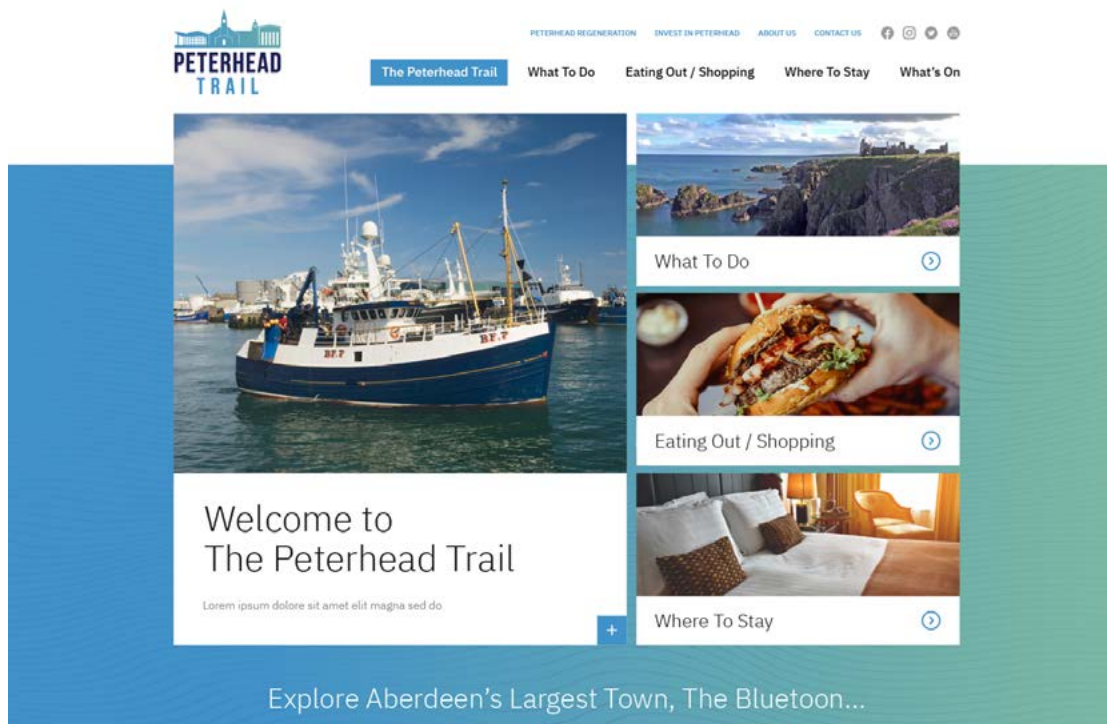 PETERHEAD
TRAIL
PETERHEAD REGENERATION INVEST IN PETERHEAD ABOUT US CONTACT US
The Peterhead Trail What To Do Eating Out / Shopping Where To Stay What's On
BF.7 BF.7
What To Do
Eating Out / Shopping
Welcome to
The Peterhead Trail
Lorem ipsum dolore sit amet elit magna sed do
+
Where To Stay
Explore Aberdeen's Largest Town, The Bluetoon...